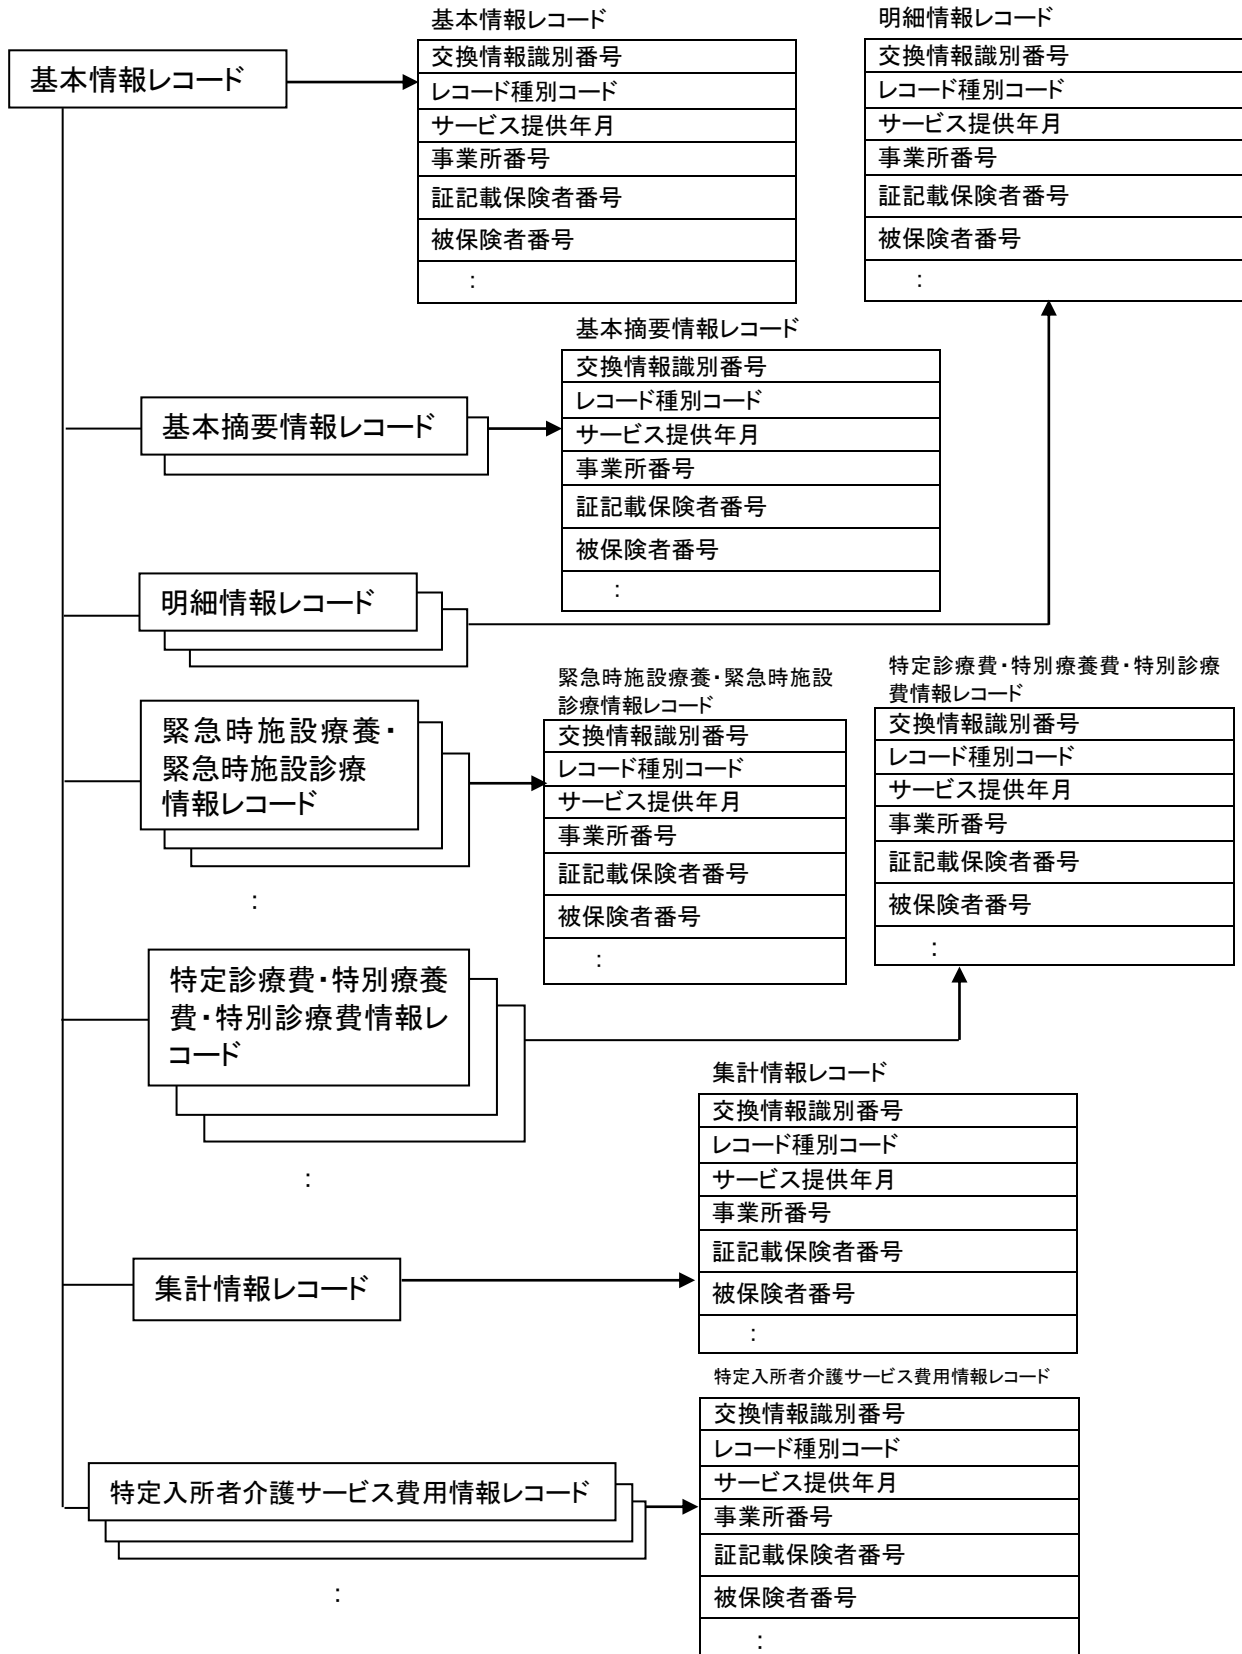 基本情報レコード
明細情報レコード
基本情報レコード
交換情報識別番号
レコード種別コード
サービス提供年月
事業所番号
証記載保険者番号
被保険者番号
:
交換情報識別番号
レコード種別コード
サービス提供年月
事業所番号
証記載保険者番号
被保険者番号
:
基本摘要情報レコード
基本摘要情報レコード
交換情報識別番号
レコード種別コード
サービス提供年月
事業所番号
証記載保険者番号
被保険者番号
:
明細情報レコード
緊急時施設療養・緊急時施設
診療情報レコード
特定診療費・特別療養費・特別診療
費情報レコード
緊急時施設療養・
緊急時施設診療
情報レコード
:
交換情報識別番号
レコード種別コード
サービス提供年月
事業所番号
証記載保険者番号
被保険者番号
:
交換情報識別番号
レコード種別コード
サービス提供年月
事業所番号
証記載保険者番号
被保険者番号
:
特定診療費・特別療養
費・特別診療費情報レ
コード
:
集計情報レコード
集計情報レコード
交換情報識別番号
レコード種別コード
サービス提供年月
事業所番号
証記載保険者番号
被保険者番号
:
特定入所者介護サービス費用情報レコード
特定入所者介護サービス費用情報レコード
:
交換情報識別番号
レコード種別コード
サービス提供年月
事業所番号
証記載保険者番号
被保険者番号
: